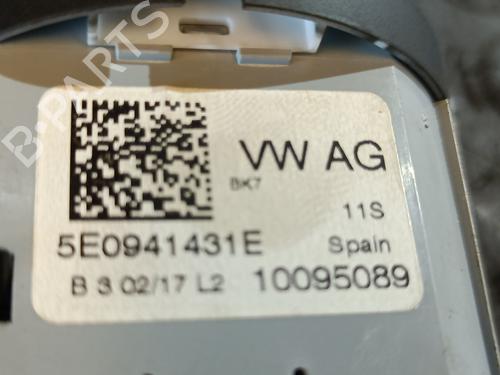 B-PARTS
VW AG
BK7
11S
5E0941431E
Spain
B 3 02/17 L2
10095089